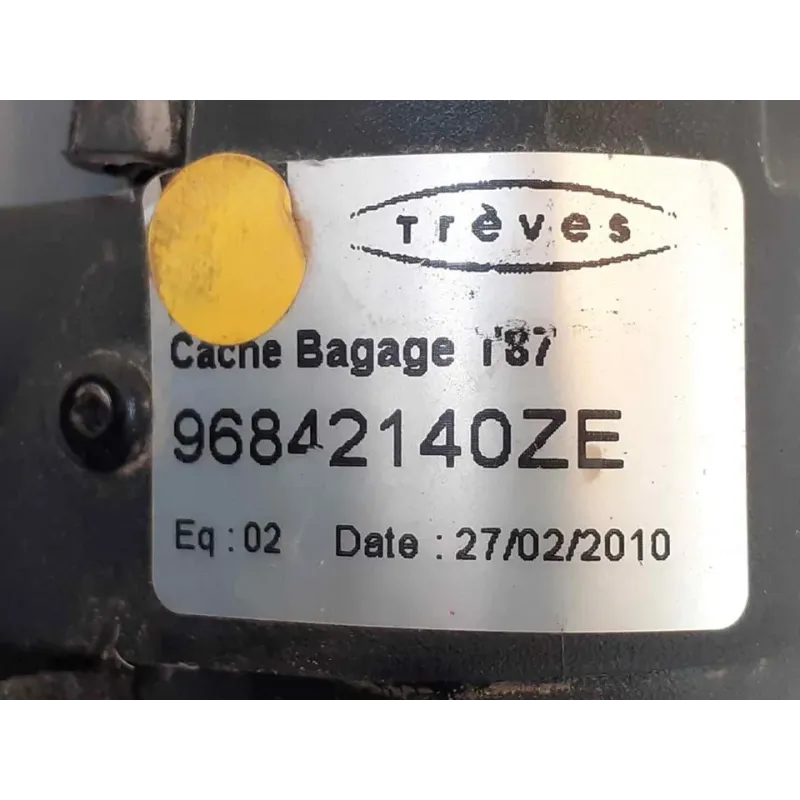 Trèves
Cache Bagage T87
96842140ZE
Eq : 02 Date : 27/02/2010